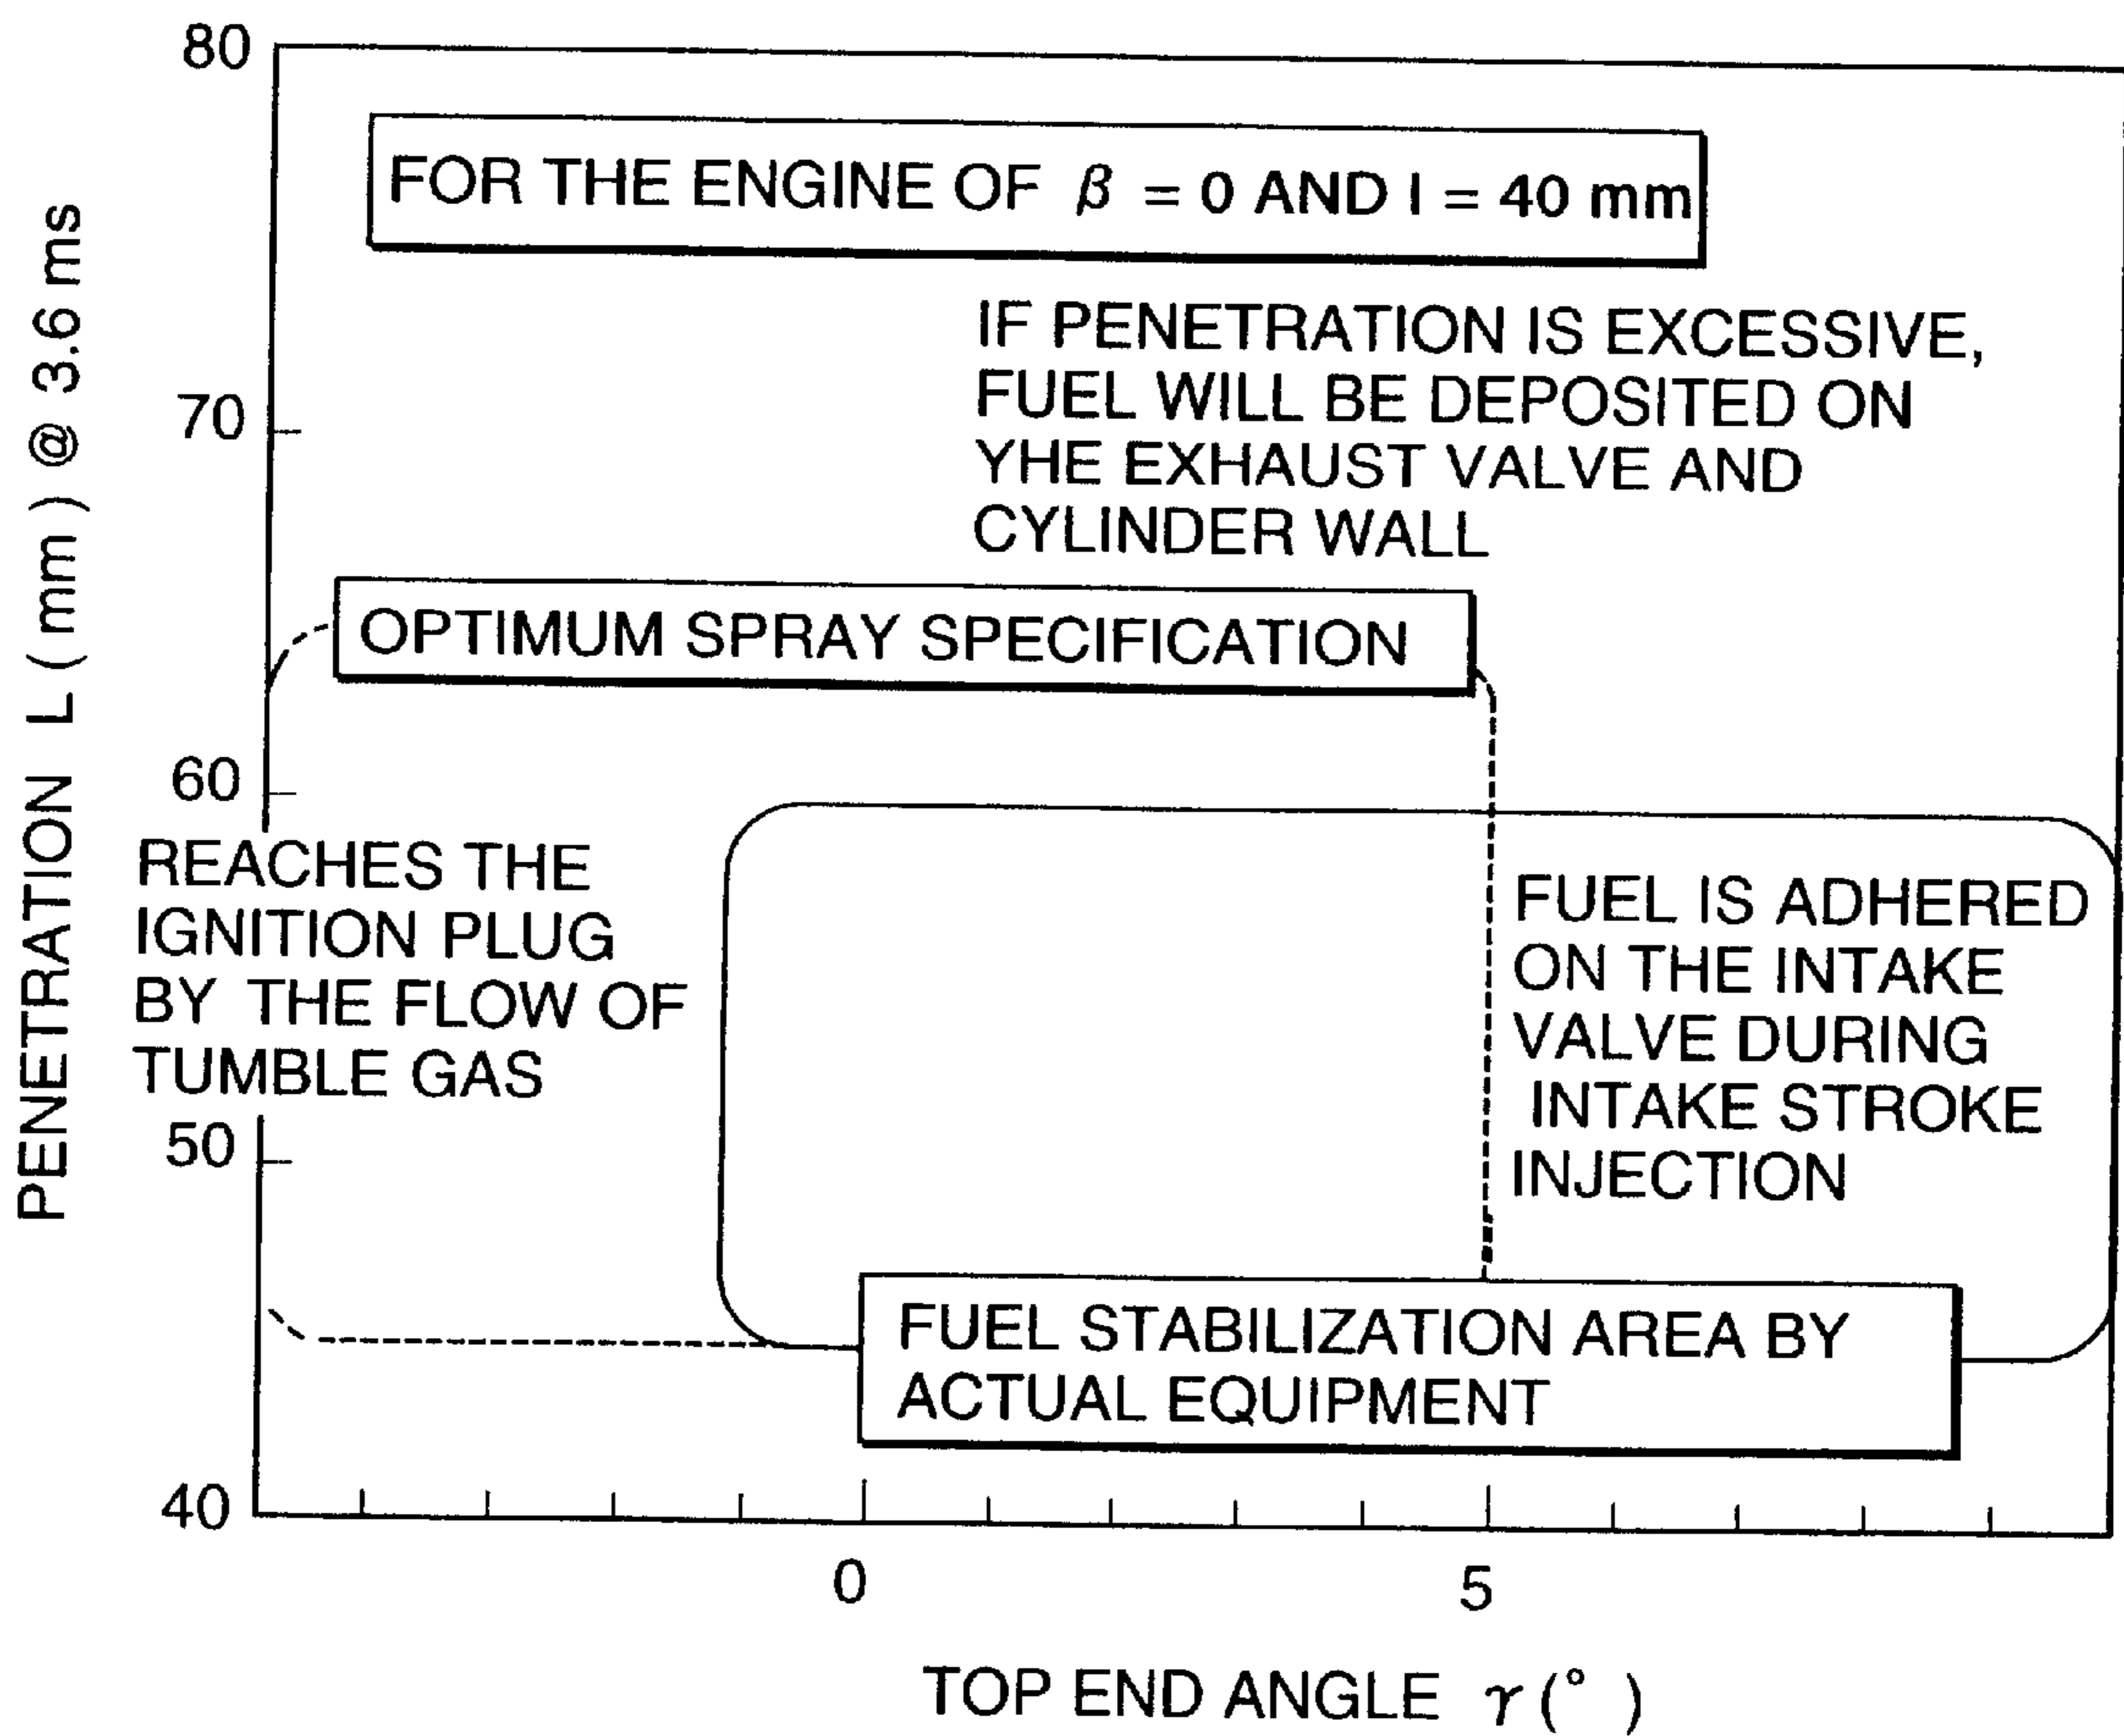 80
FOR THE ENGINE OF β = 0 AND l = 40 mm
IF PENETRATION IS EXCESSIVE,
FUEL WILL BE DEPOSITED ON
YHE EXHAUST VALVE AND
CYLINDER WALL
70
OPTIMUM SPRAY SPECIFICATION
60
REACHES THE
IGNITION PLUG
BY THE FLOW OF
TUMBLE GAS
FUEL IS ADHERED
ON THE INTAKE
VALVE DURING
INTAKE STROKE
INJECTION
50
FUEL STABILIZATION AREA BY
ACTUAL EQUIPMENT
40
0
5
PENETRATION L ( mm ) @ 3.6 ms
TOP END ANGLE γ (° )